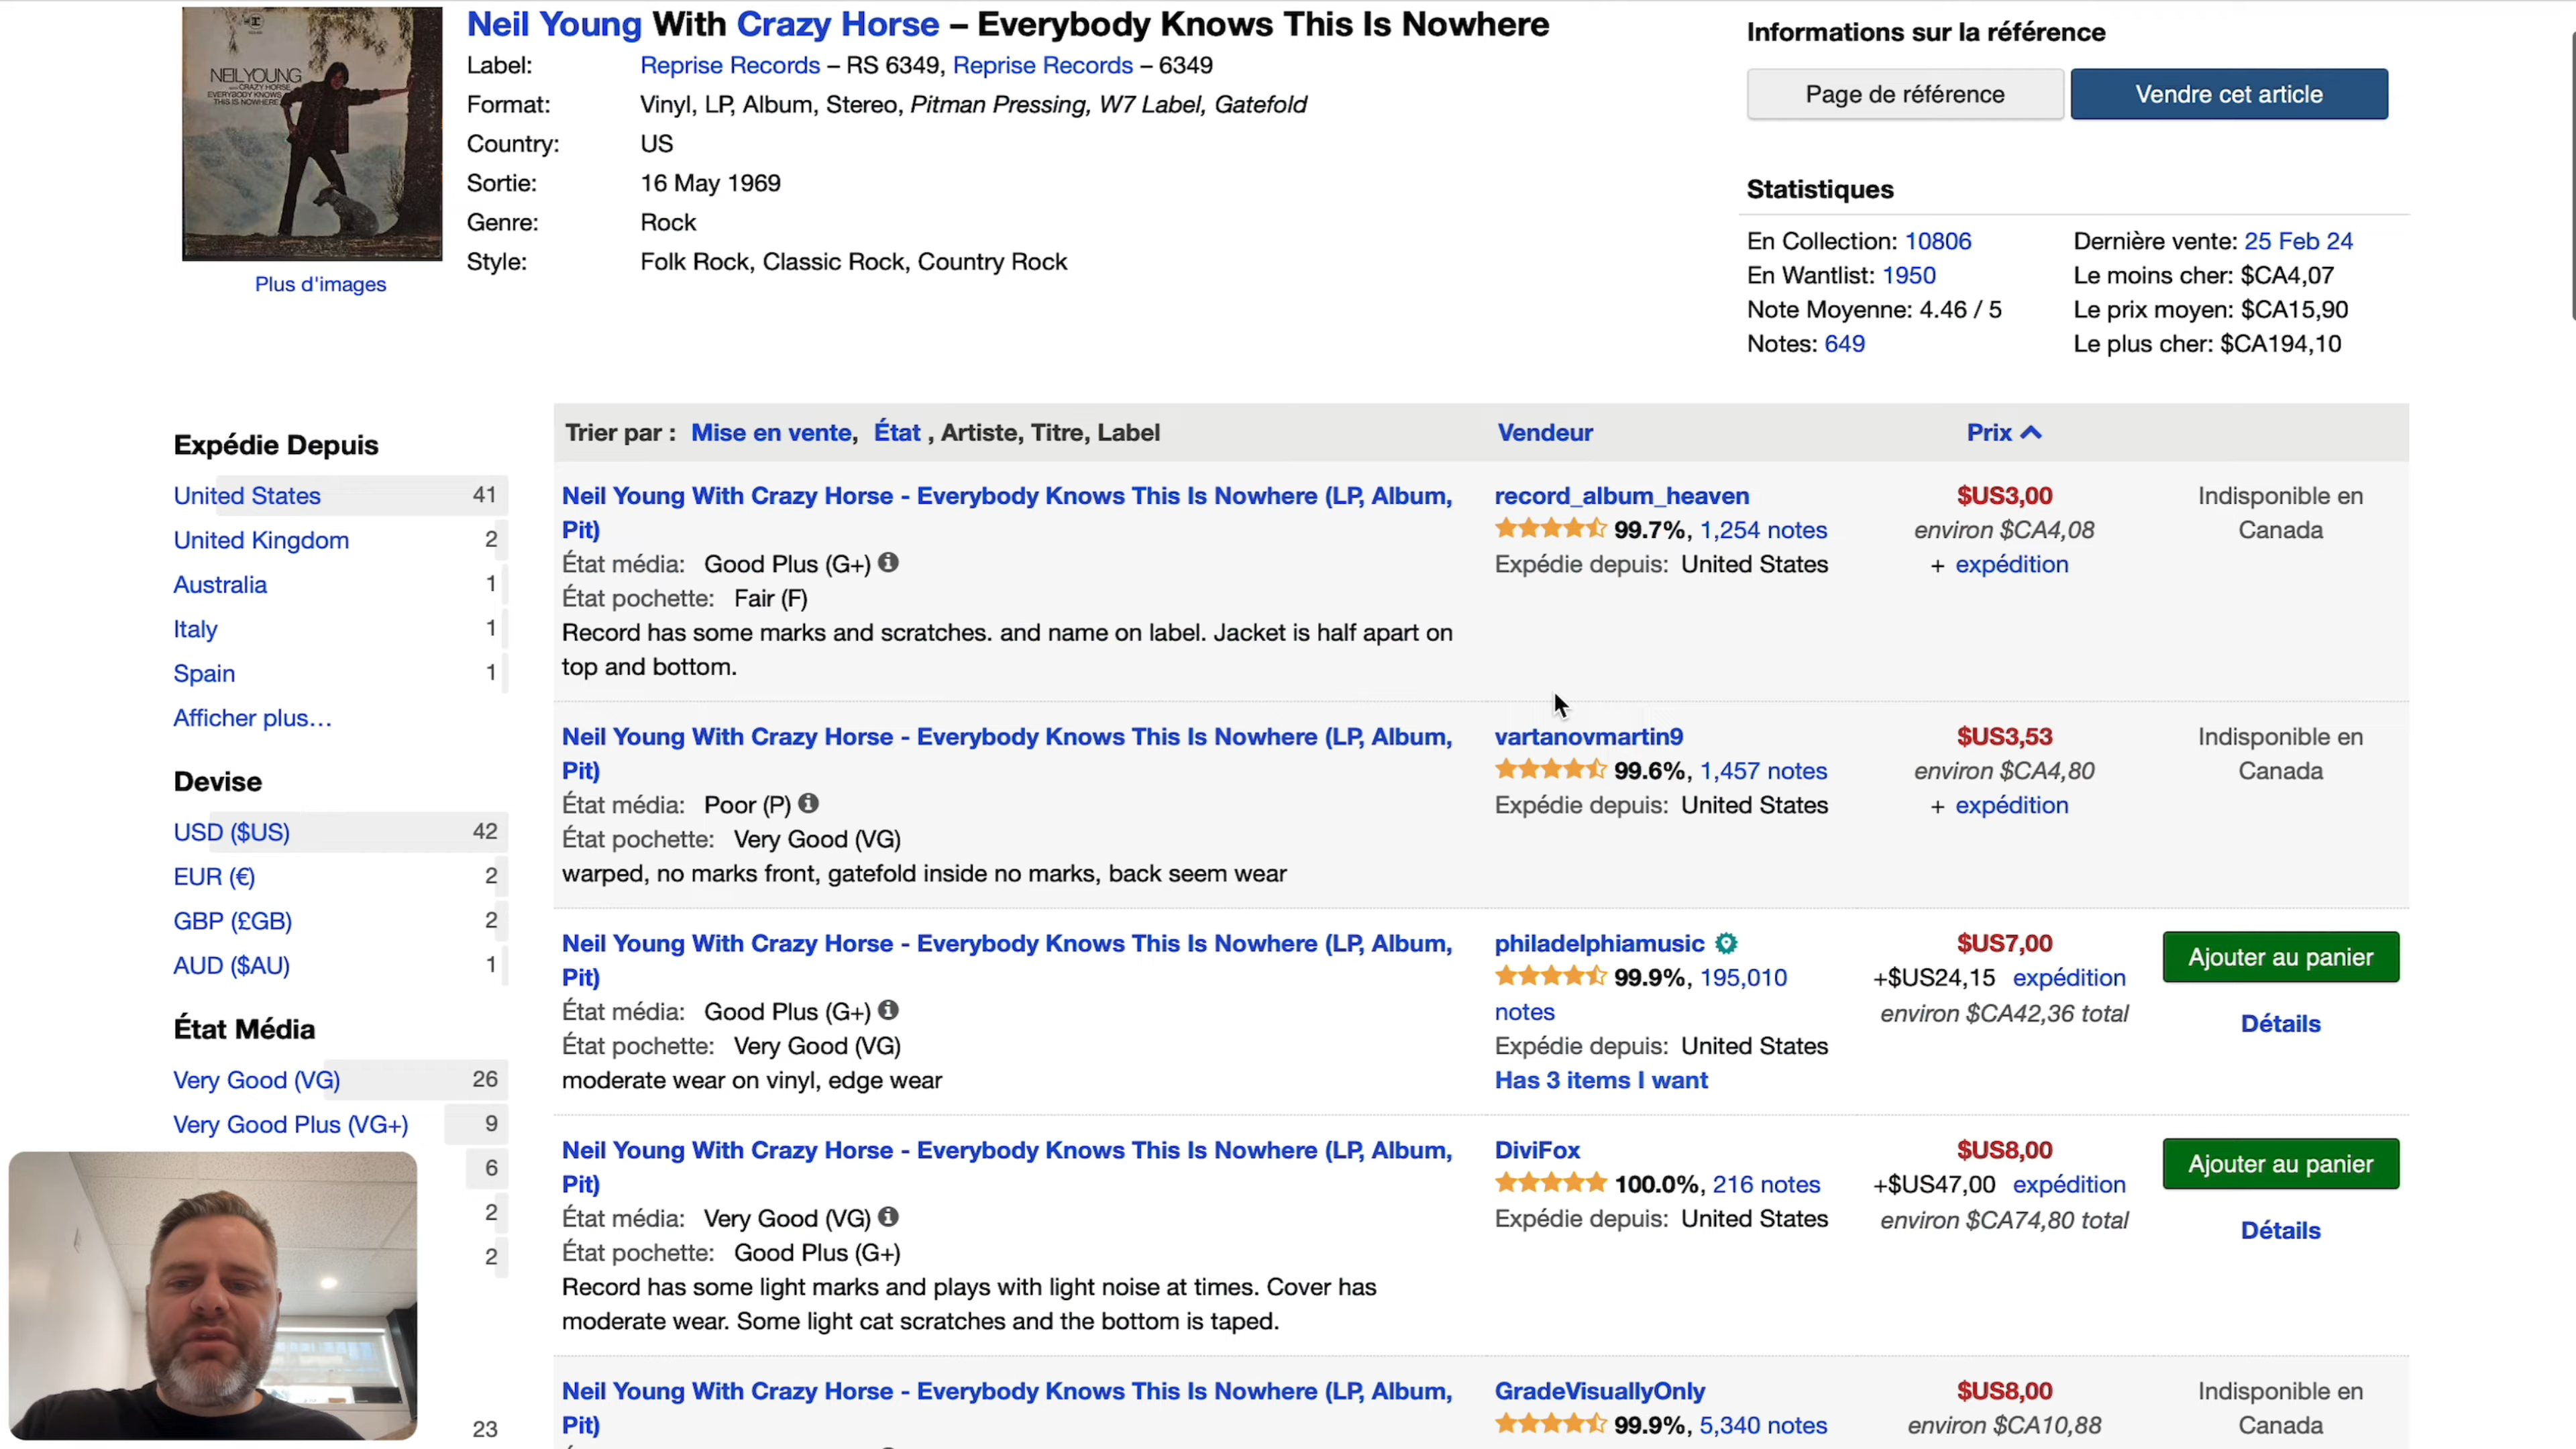 Neil Young With Crazy Horse – Everybody Knows This Is Nowhere
Label: Reprise Records – RS 6349, Reprise Records – 6349
Format: Vinyl, LP, Album, Stereo, Pitman Pressing, W7 Label, Gatefold
Country: US
Sortie: 16 May 1969
Genre: Rock
Style: Folk Rock, Classic Rock, Country Rock
NEIL YOUNG
WITH CRAZY HORSE
EVERYBODY KNOWS
THIS IS NOWHERE
Plus d'images
Informations sur la référence
Page de référence
Vendre cet article
Statistiques
En Collection: 10806
En Wantlist: 1950
Note Moyenne: 4.46 / 5
Notes: 649
Dernière vente: 25 Feb 24
Le moins cher: $CA4,07
Le prix moyen: $CA15,90
Le plus cher: $CA194,10
Expédie Depuis
United States 41
United Kingdom 2
Australia 1
Italy 1
Spain 1
Afficher plus…
Devise
USD ($US) 42
EUR (€) 2
GBP (£GB) 2
AUD ($AU) 1
État Média
Very Good (VG) 26
Very Good Plus (VG+) 9
6
2
2
23
Trier par : Mise en vente, État , Artiste, Titre, Label
Vendeur
Prix
Neil Young With Crazy Horse - Everybody Knows This Is Nowhere (LP, Album,
Pit)
État média: Good Plus (G+)
État pochette: Fair (F)
Record has some marks and scratches. and name on label. Jacket is half apart on
top and bottom.
record_album_heaven
99.7%, 1,254 notes
Expédie depuis: United States
$US3,00
environ $CA4,08
+ expédition
Indisponible en
Canada
Neil Young With Crazy Horse - Everybody Knows This Is Nowhere (LP, Album,
Pit)
État média: Poor (P)
État pochette: Very Good (VG)
warped, no marks front, gatefold inside no marks, back seem wear
vartanovmartin9
99.6%, 1,457 notes
Expédie depuis: United States
$US3,53
environ $CA4,80
+ expédition
Indisponible en
Canada
Neil Young With Crazy Horse - Everybody Knows This Is Nowhere (LP, Album,
Pit)
État média: Good Plus (G+)
État pochette: Very Good (VG)
moderate wear on vinyl, edge wear
philadelphiamusic
99.9%, 195,010
notes
Expédie depuis: United States
Has 3 items I want
$US7,00
+$US24,15 expédition
environ $CA42,36 total
Ajouter au panier
Détails
Neil Young With Crazy Horse - Everybody Knows This Is Nowhere (LP, Album,
Pit)
État média: Very Good (VG)
État pochette: Good Plus (G+)
Record has some light marks and plays with light noise at times. Cover has
moderate wear. Some light cat scratches and the bottom is taped.
DiviFox
100.0%, 216 notes
Expédie depuis: United States
$US8,00
+$US47,00 expédition
environ $CA74,80 total
Ajouter au panier
Détails
Neil Young With Crazy Horse - Everybody Knows This Is Nowhere (LP, Album,
Pit)
GradeVisuallyOnly
99.9%, 5,340 notes
$US8,00
environ $CA10,88
Indisponible en
Canada